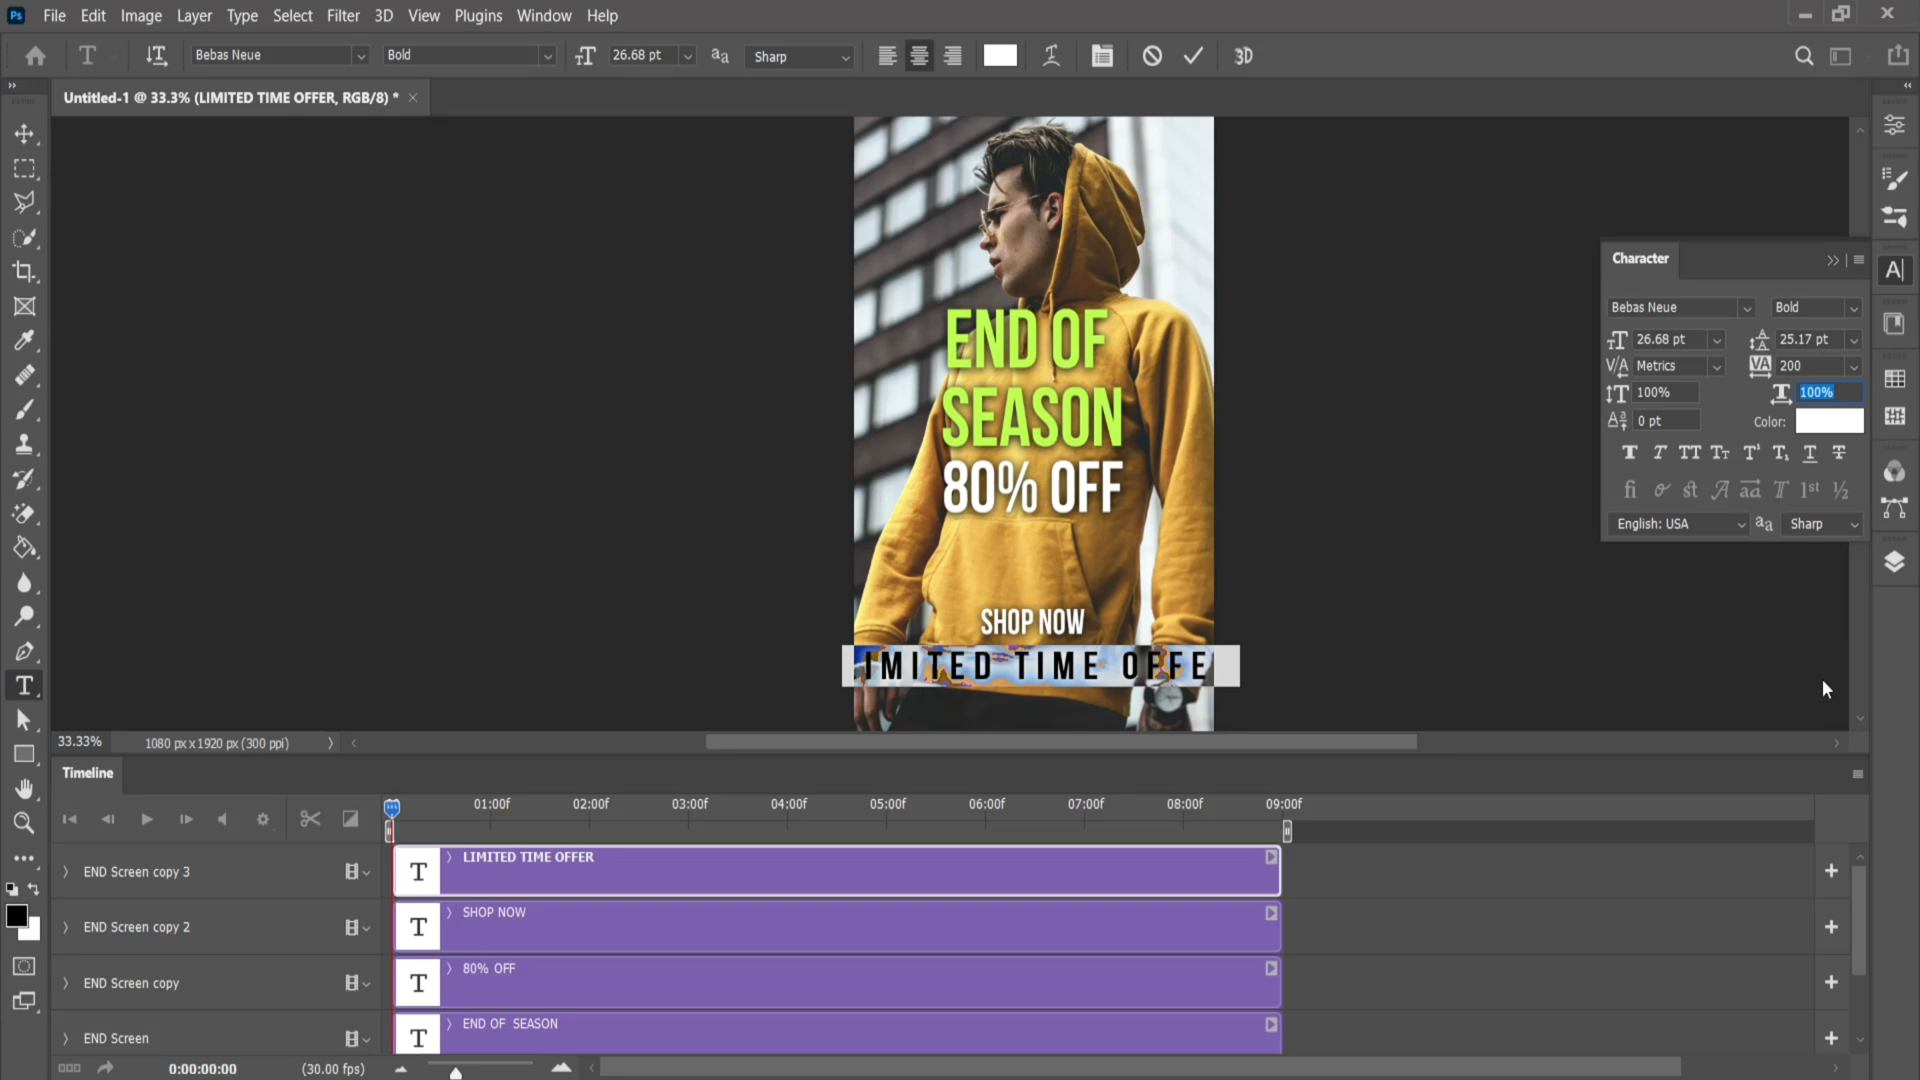 Ps File Edit Image Layer Type Select Filter 3D View Plugins Window Help
Bebas Neue Bold 26.68 pt Sharp 3D
Untitled-1 @ 33.3% (LIMITED TIME OFFER, RGB/8) *
END OF
SEASON
80% OFF
SHOP NOW
IMITED TIME OFFE
Character
Bebas Neue Bold
26.68 pt 25.17 pt
Metrics 200
100% 100%
0 pt Color:
English: USA Sharp
33.33% 1080 px x 1920 px (300 ppi)
Timeline
01:00f 02:00f 03:00f 04:00f 05:00f 06:00f 07:00f 08:00f 09:00f
END Screen copy 3 T LIMITED TIME OFFER
END Screen copy 2 T SHOP NOW
END Screen copy T 80% OFF
END Screen T END OF SEASON
0:00:00:00 (30.00 fps)